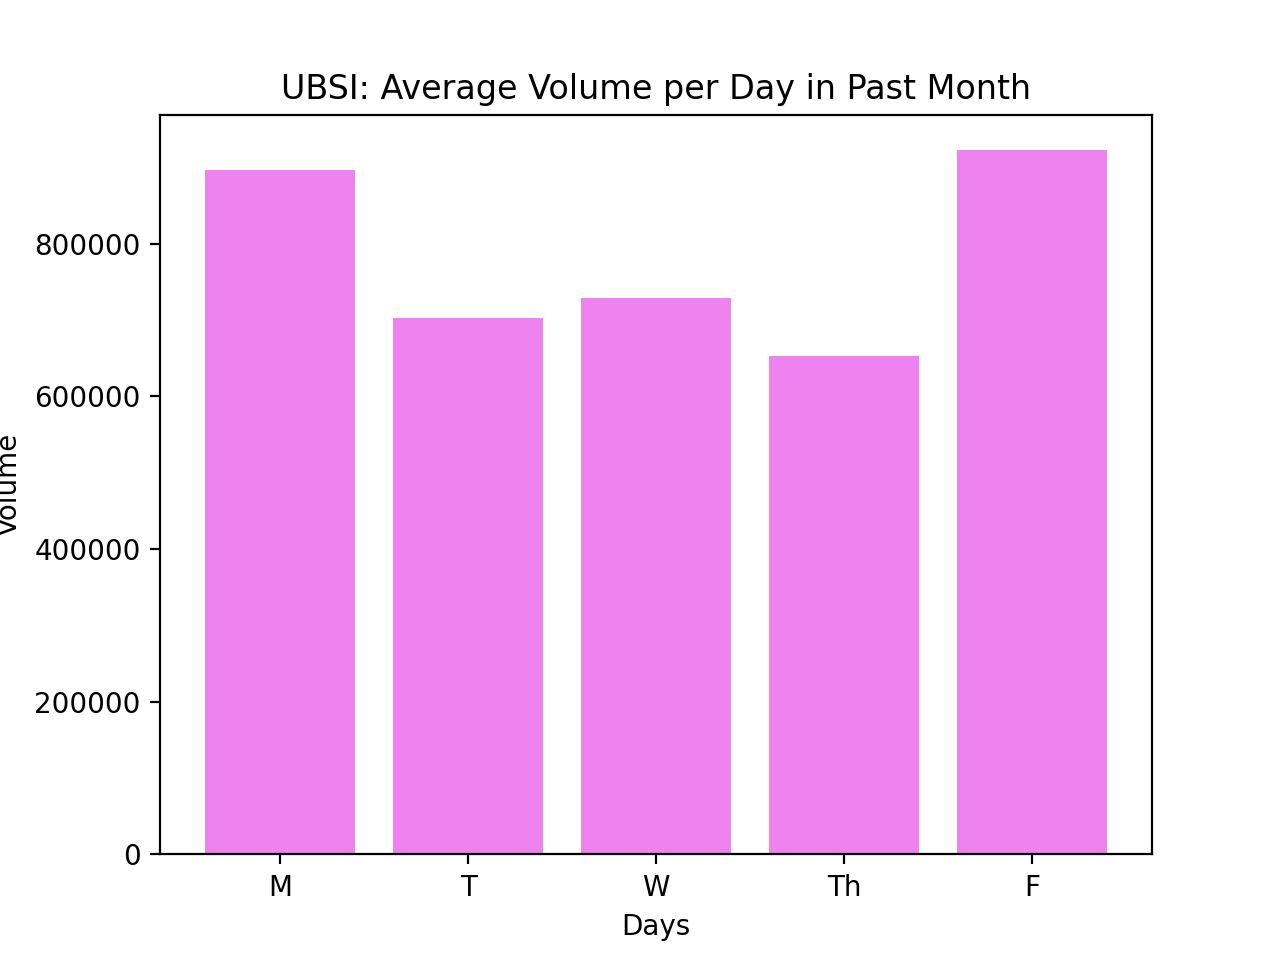 UBSI: Average Volume per Day in Past Month
Volume
800000
600000
400000
200000
0
M T W Th F
Days